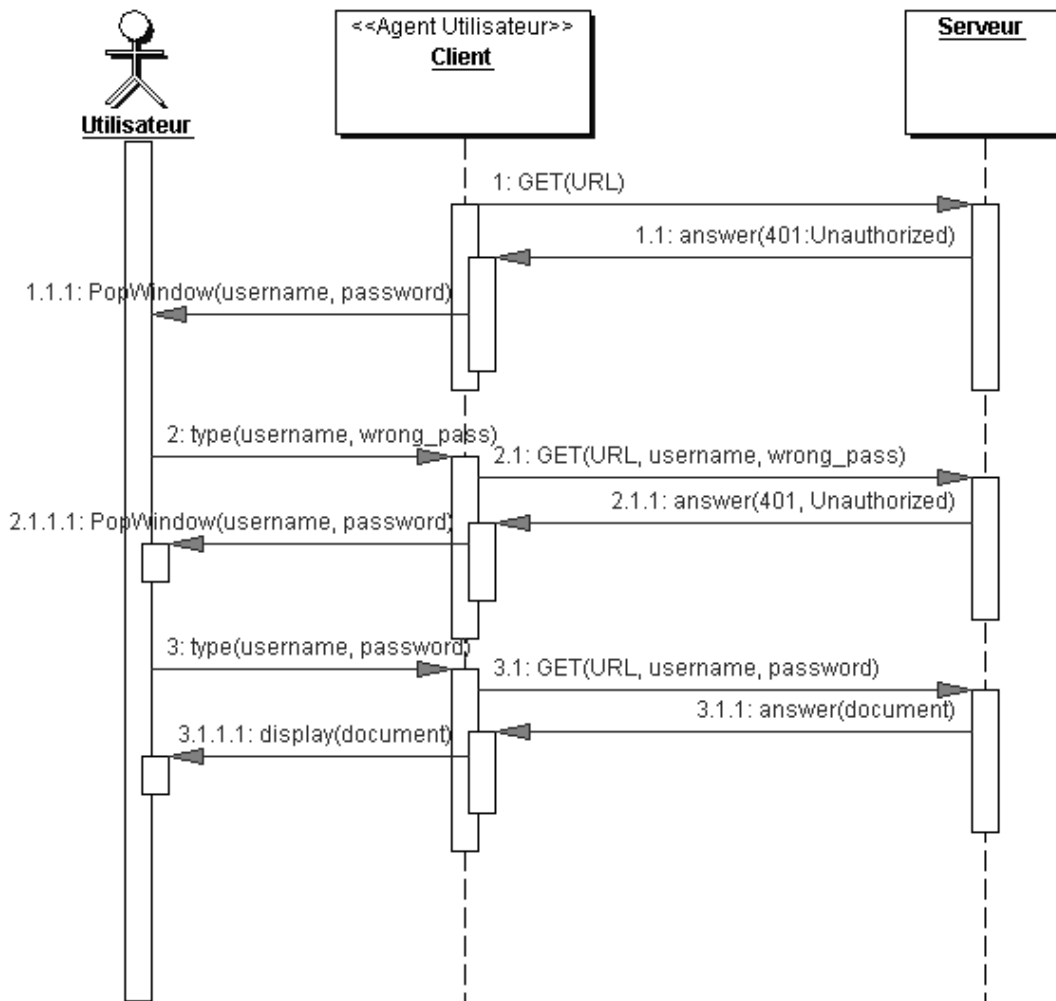 <<Agent Utilisateur>>
Client
Serveur
Utilisateur
1: GET(URL)
1.1: answer(401:Unauthorized)
1.1.1: PopWindow(username, password)
2: type(username, wrong_pass)
2.1: GET(URL, username, wrong_pass)
2.1.1: answer(401, Unauthorized)
2.1.1.1: PopWindow(username, password)
3: type(username, password)
3.1: GET(URL, username, password)
3.1.1: answer(document)
3.1.1.1: display(document)